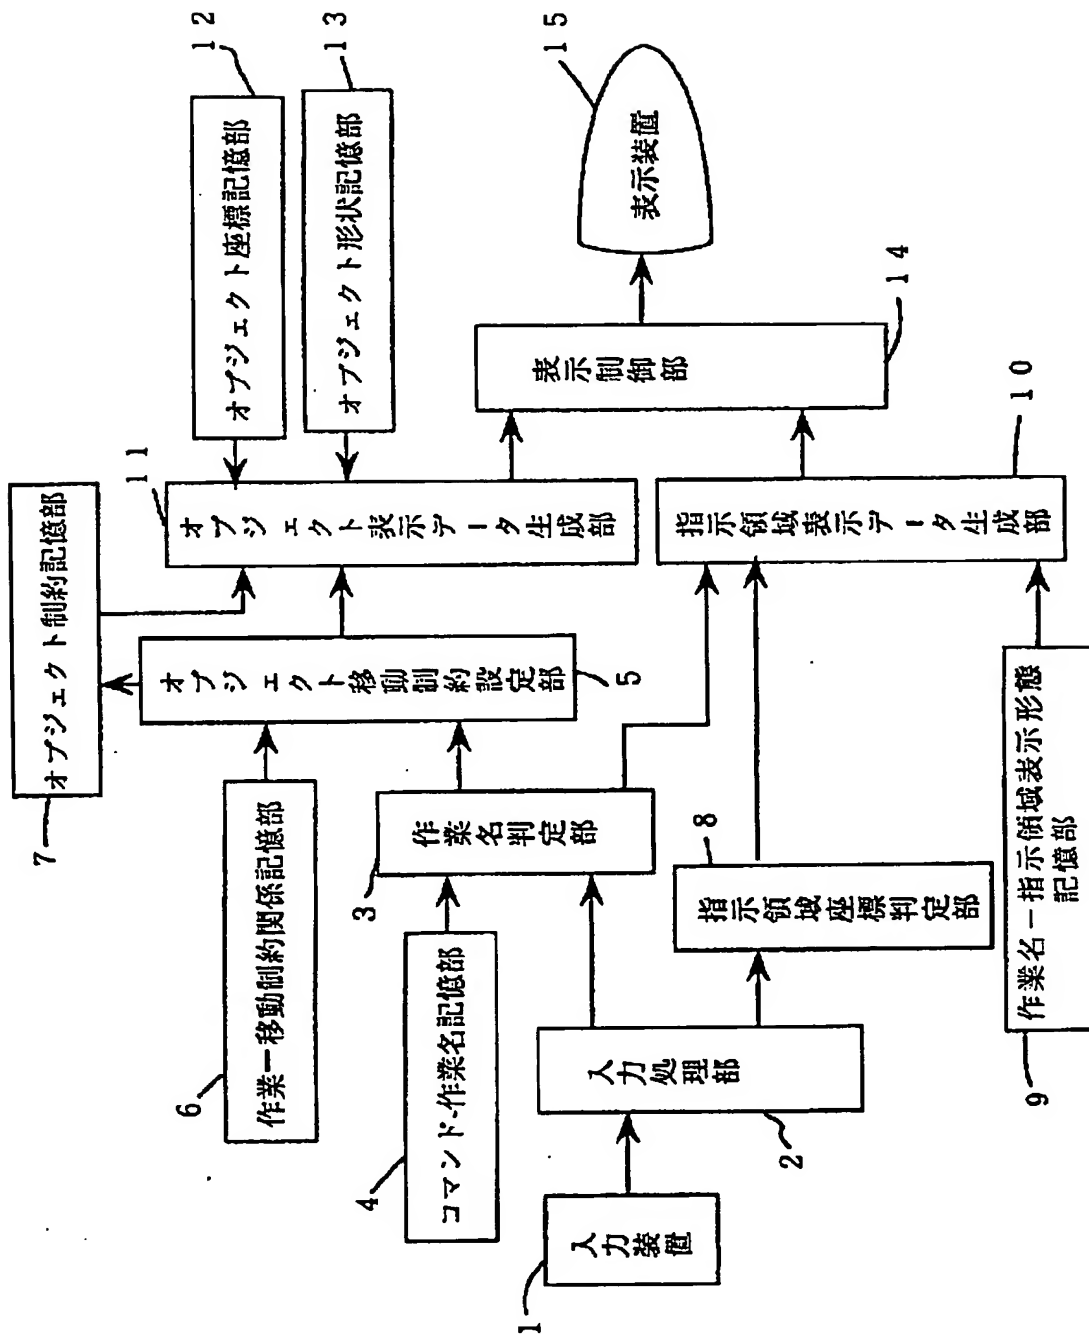 1
入力装置
2
入力処理部
3
作業名判定部
4
コマンド-作業名記憶部
5
オブジェクト移動制約設定部
6
作業ー移動制約関係記憶部
7
オブジェクト制約記憶部
8
指示領域座標判定部
9
作業名ー指示領域表示形態
記憶部
10
指示領域表示データ生成部
11
オブジェクト表示データ生成部
12
オブジェクト座標記憶部
13
オブジェクト形状記憶部
14
表示制御部
15
表示装置